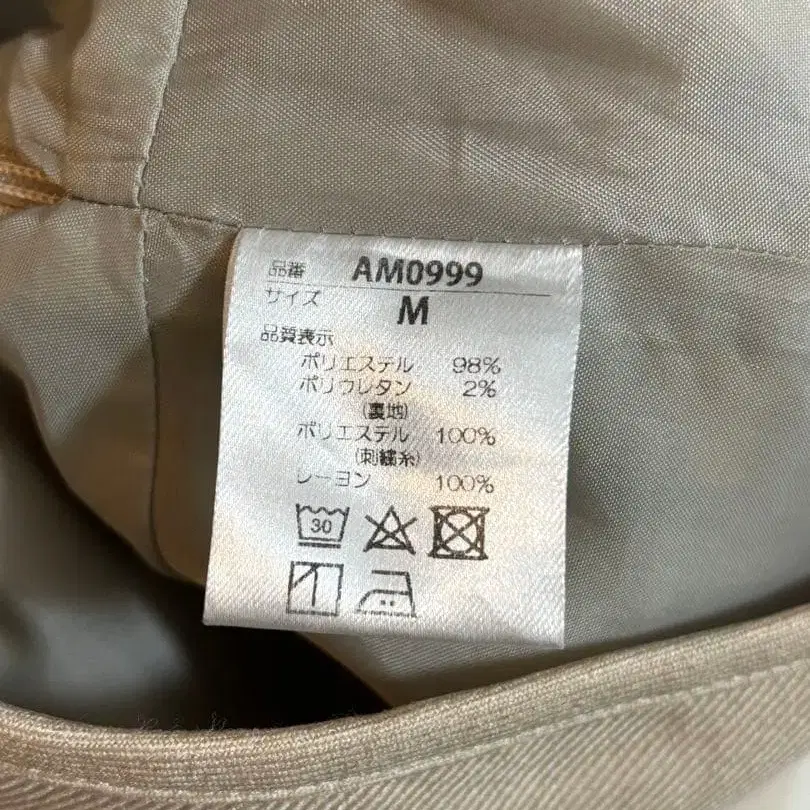 品番 AM0999
サイズ M
品質表示
ポリエステル 98%
ポリウレタン 2%
(裏地)
ポリエステル 100%
(刺繍糸)
レーヨン 100%
30